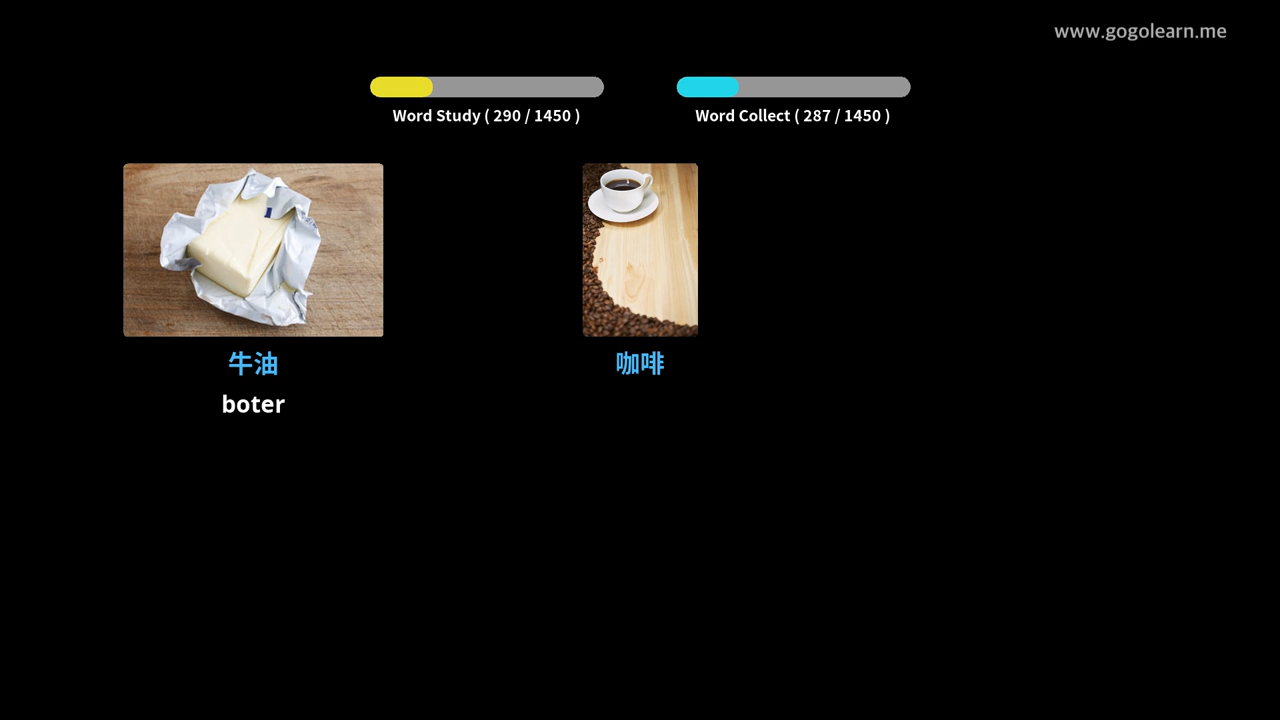 www.gogolearn.me
Word Study ( 290 / 1450 )
Word Collect ( 287 / 1450 )
牛油
咖啡
boter